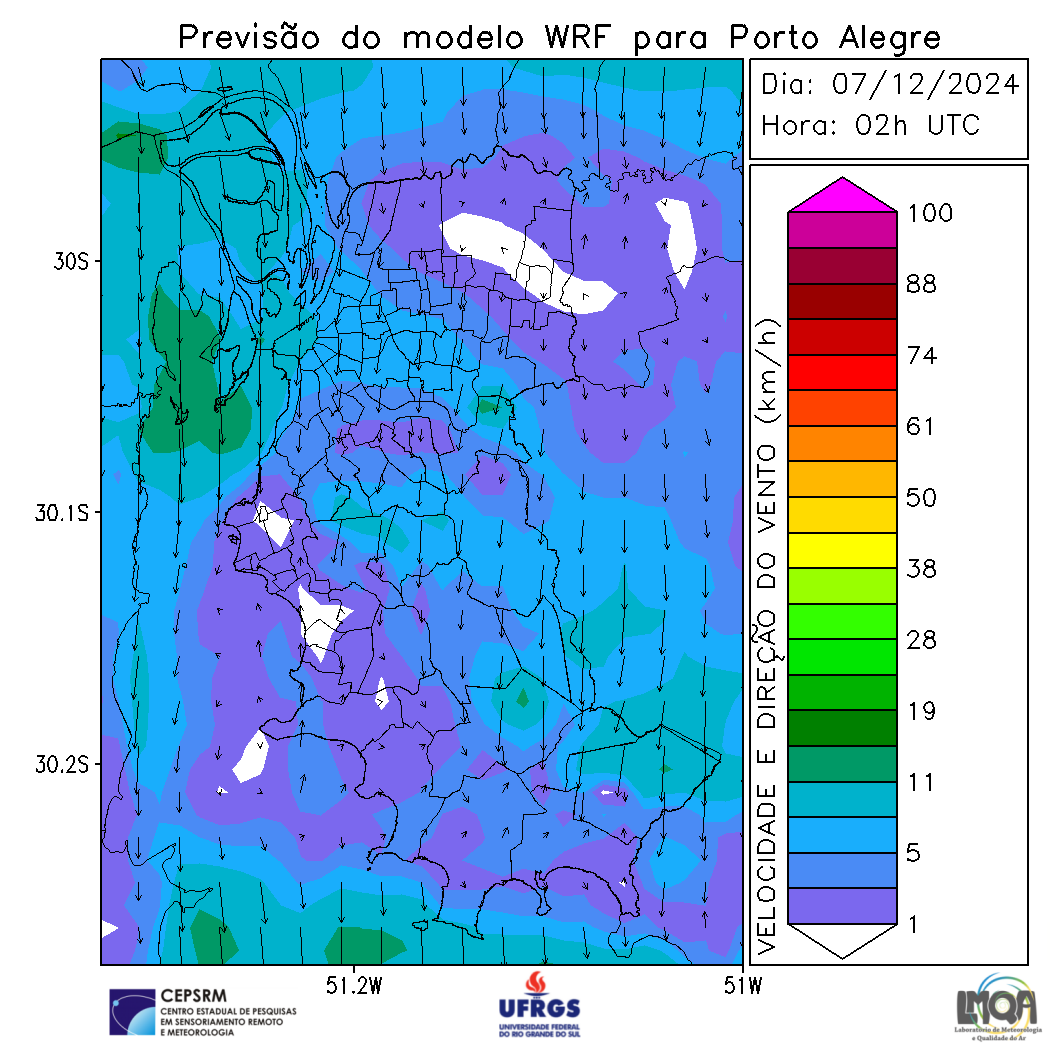 Previsão do modelo WRF para Porto Alegre
Dia: 07/12/2024
Hora: 02h UTC
30S
30.1S
30.2S
51.2W
51W
VELOCIDADE E DIREÇÃO DO VENTO (km/h)
100
88
74
61
50
38
28
19
11
5
1
CEPSRM
CENTRO ESTADUAL DE PESQUISAS
EM SENSORIAMENTO REMOTO
E METEOROLOGIA
UFRGS
UNIVERSIDADE FEDERAL
DO RIO GRANDE DO SUL
LMQA
Laboratório de Meteorologia
e Qualidade do Ar